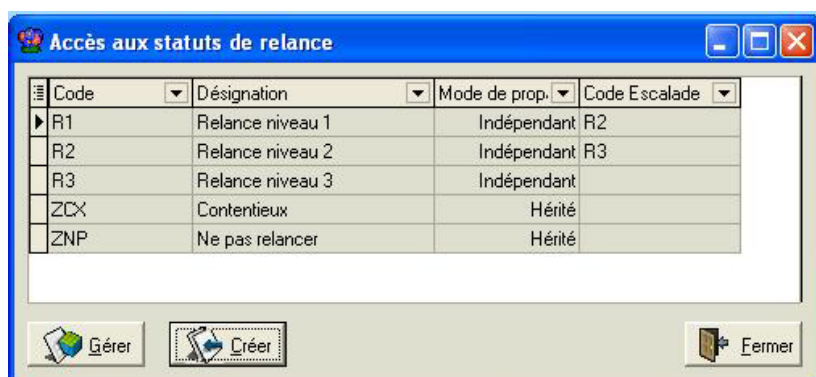 Accès aux statuts de relance
Code Désignation Mode de prop. Code Escalade
R1 Relance niveau 1 Indépendant R2
R2 Relance niveau 2 Indépendant R3
R3 Relance niveau 3 Indépendant
ZCX Contentieux Hérité
ZNP Ne pas relancer Hérité
Gérer Créer Fermer